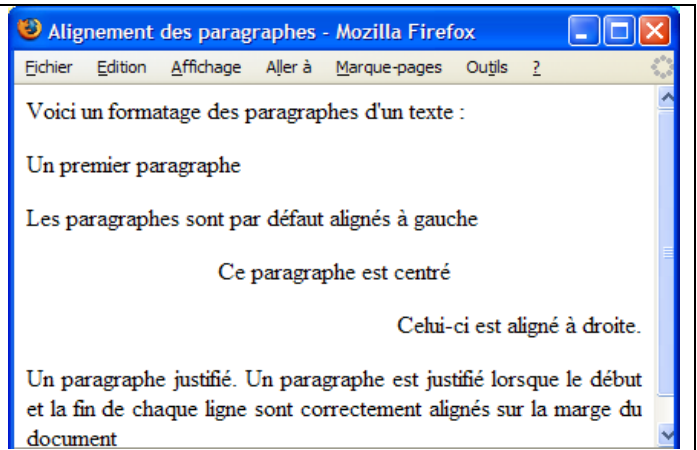 Alignement des paragraphes - Mozilla Firefox
Fichier Edition Affichage Aller à Marque-pages Outils ?
Voici un formatage des paragraphes d'un texte :
Un premier paragraphe
Les paragraphes sont par défaut alignés à gauche
Ce paragraphe est centré
Celui-ci est aligné à droite.
Un paragraphe justifié. Un paragraphe est justifié lorsque le début
et la fin de chaque ligne sont correctement alignés sur la marge du
document